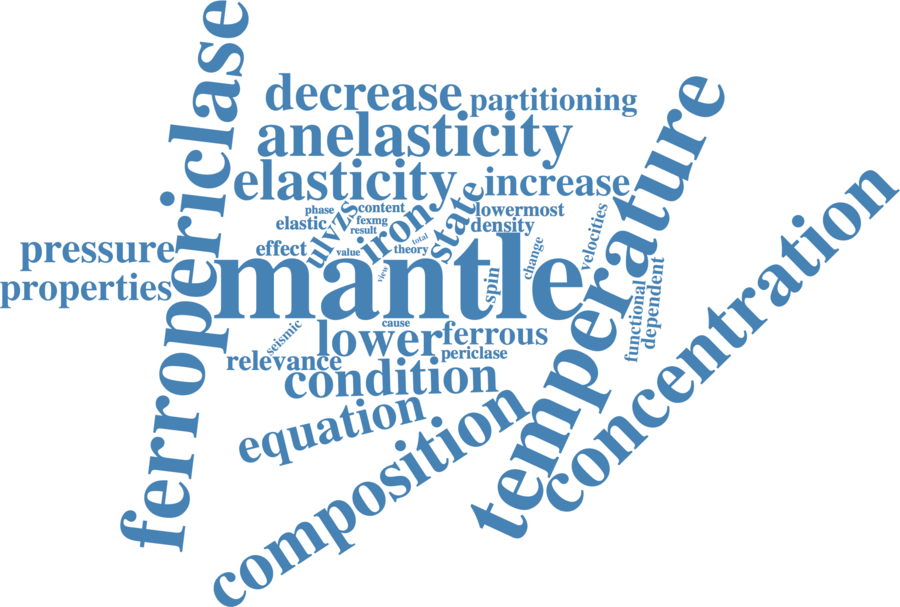 ferropericlase
decrease
partitioning
anelasticity
temperature
elasticity
increase
concentration
phase
content
ulvzs
iron
state
lowermost
elastic
fexmg
result
density
velocities
pressure
effect
value
theory
total
view
change
mantle
spin
properties
functional
dependent
seismic
cause
lower
ferrous
relevance
periclase
condition
equation
composition